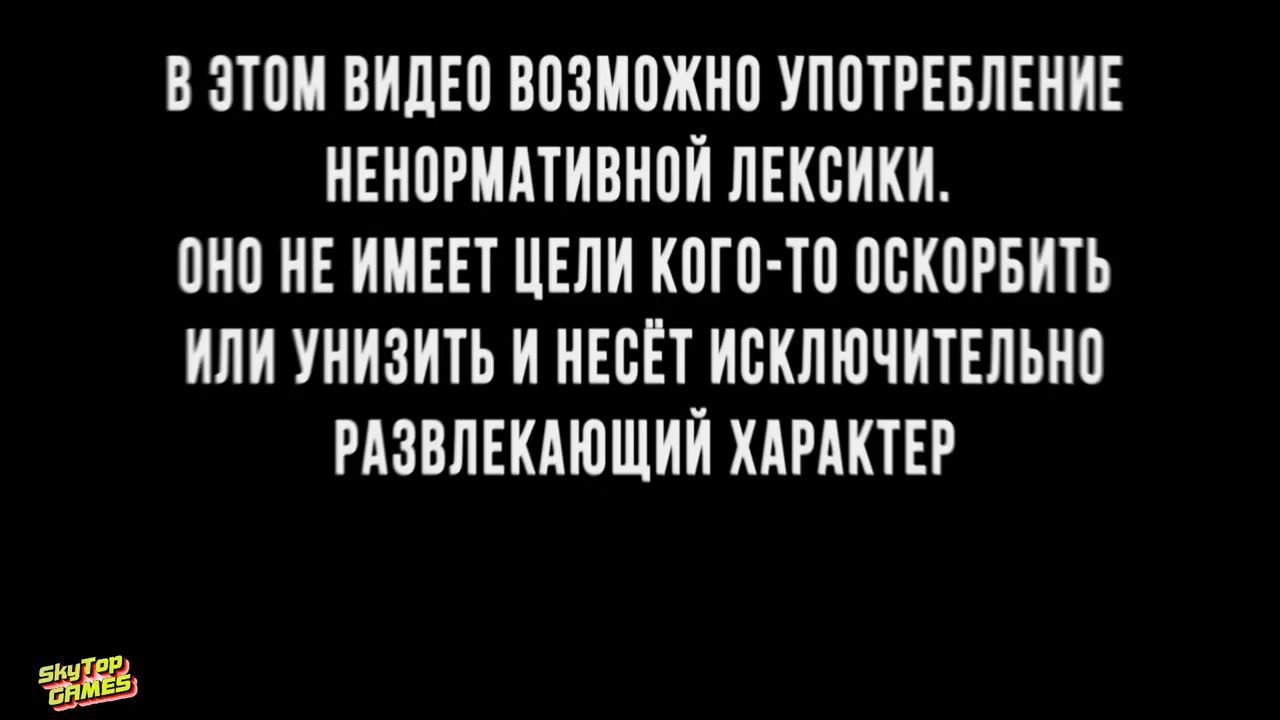 В ЭТОМ ВИДЕО ВОЗМОЖНО УПОТРЕБЛЕНИЕ
НЕНОРМАТИВНОЙ ЛЕКСИКИ.
ОНО НЕ ИМЕЕТ ЦЕЛИ КОГО-ТО ОСКОРБИТЬ
ИЛИ УНИЗИТЬ И НЕСЁТ ИСКЛЮЧИТЕЛЬНО
РАЗВЛЕКАЮЩИЙ ХАРАКТЕР
SkyTop
GAMES